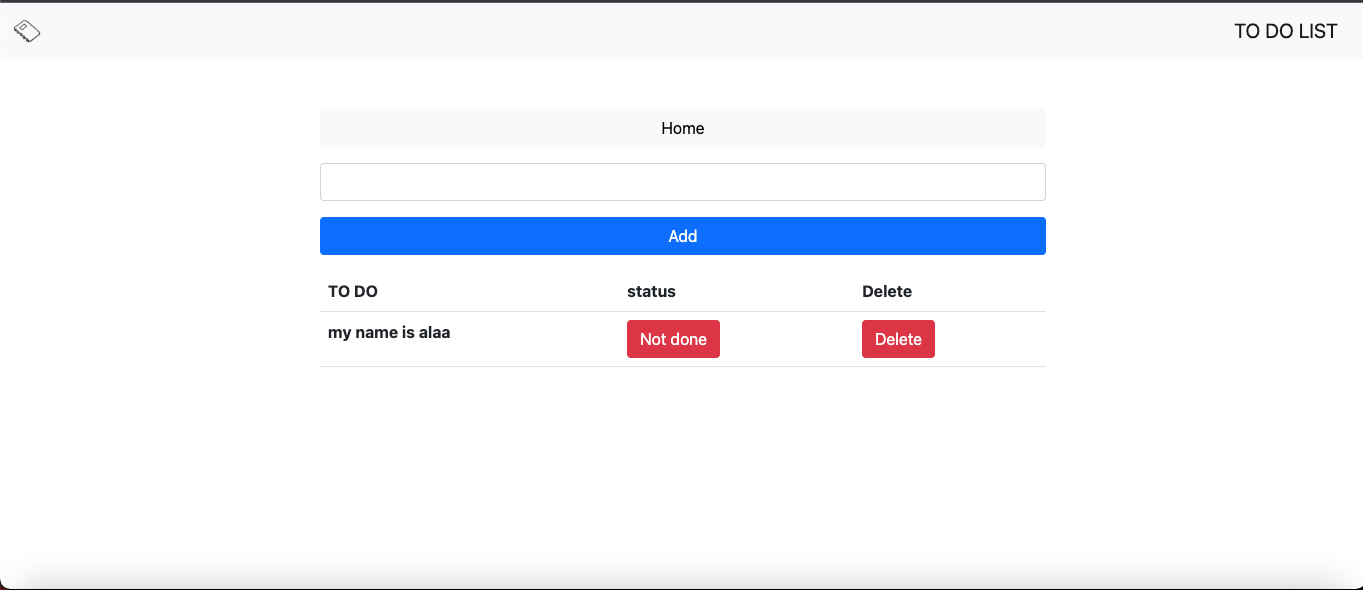 TO DO LIST
Home
Add
TO DO status Delete
my name is alaa Not done Delete